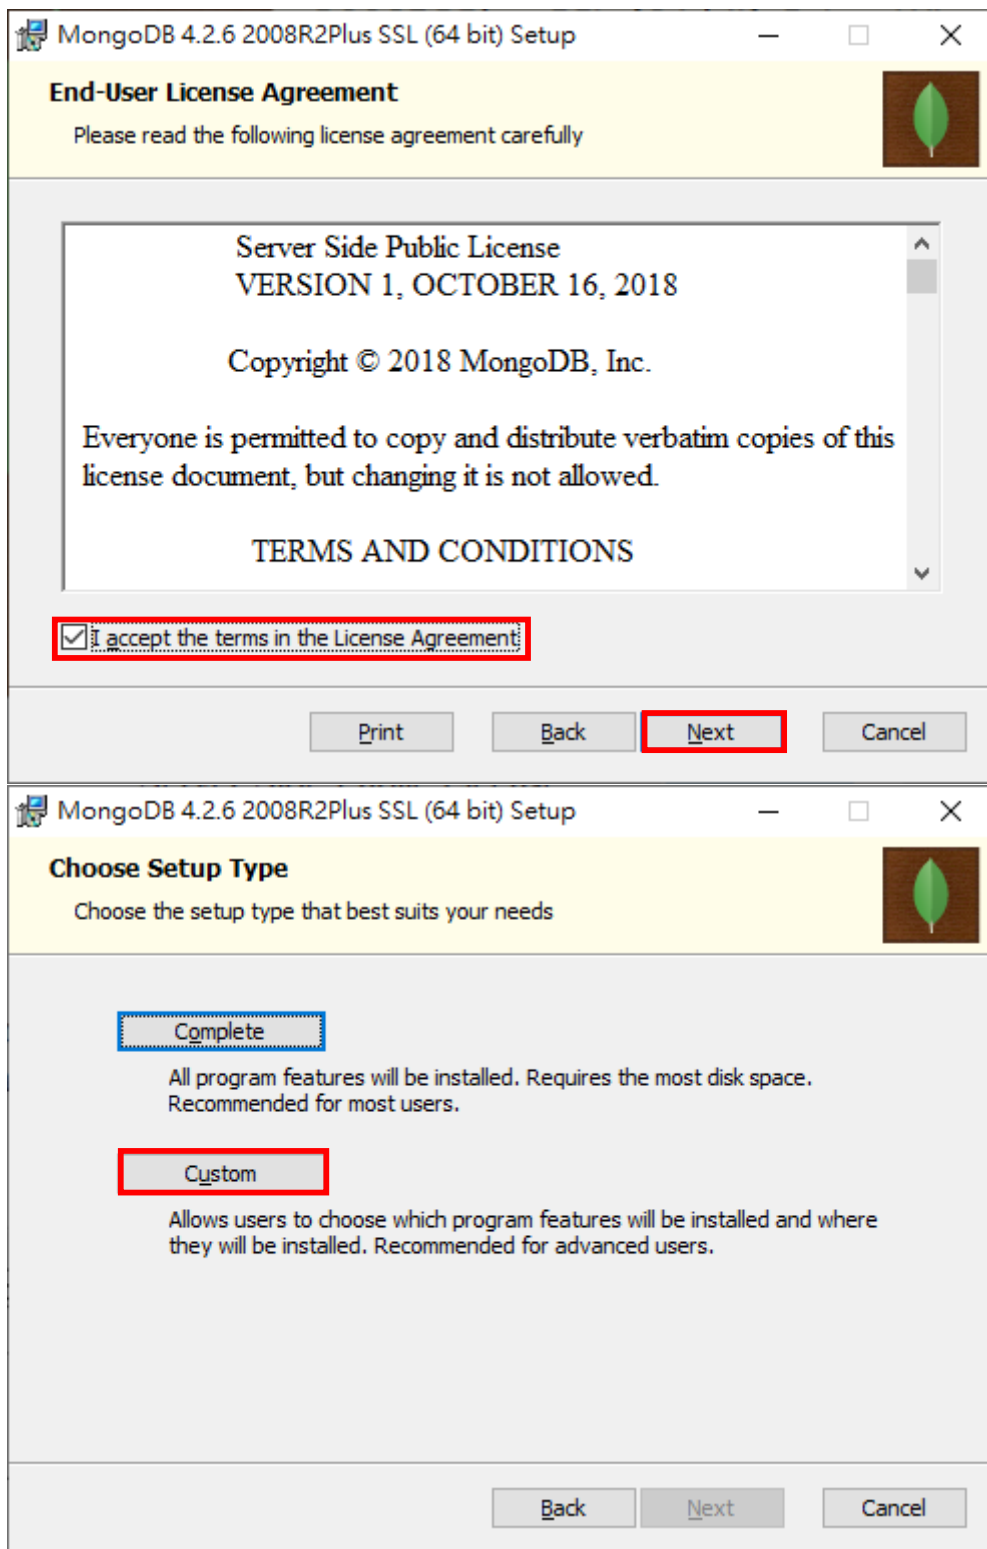 MongoDB 4.2.6 2008R2Plus SSL (64 bit) Setup
End-User License Agreement
Please read the following license agreement carefully
Server Side Public License
VERSION 1, OCTOBER 16, 2018
Copyright © 2018 MongoDB, Inc.
Everyone is permitted to copy and distribute verbatim copies of this
license document, but changing it is not allowed.
TERMS AND CONDITIONS
I accept the terms in the License Agreement
Print Back Next Cancel
MongoDB 4.2.6 2008R2Plus SSL (64 bit) Setup
Choose Setup Type
Choose the setup type that best suits your needs
Complete
All program features will be installed. Requires the most disk space.
Recommended for most users.
Custom
Allows users to choose which program features will be installed and where
they will be installed. Recommended for advanced users.
Back Next Cancel